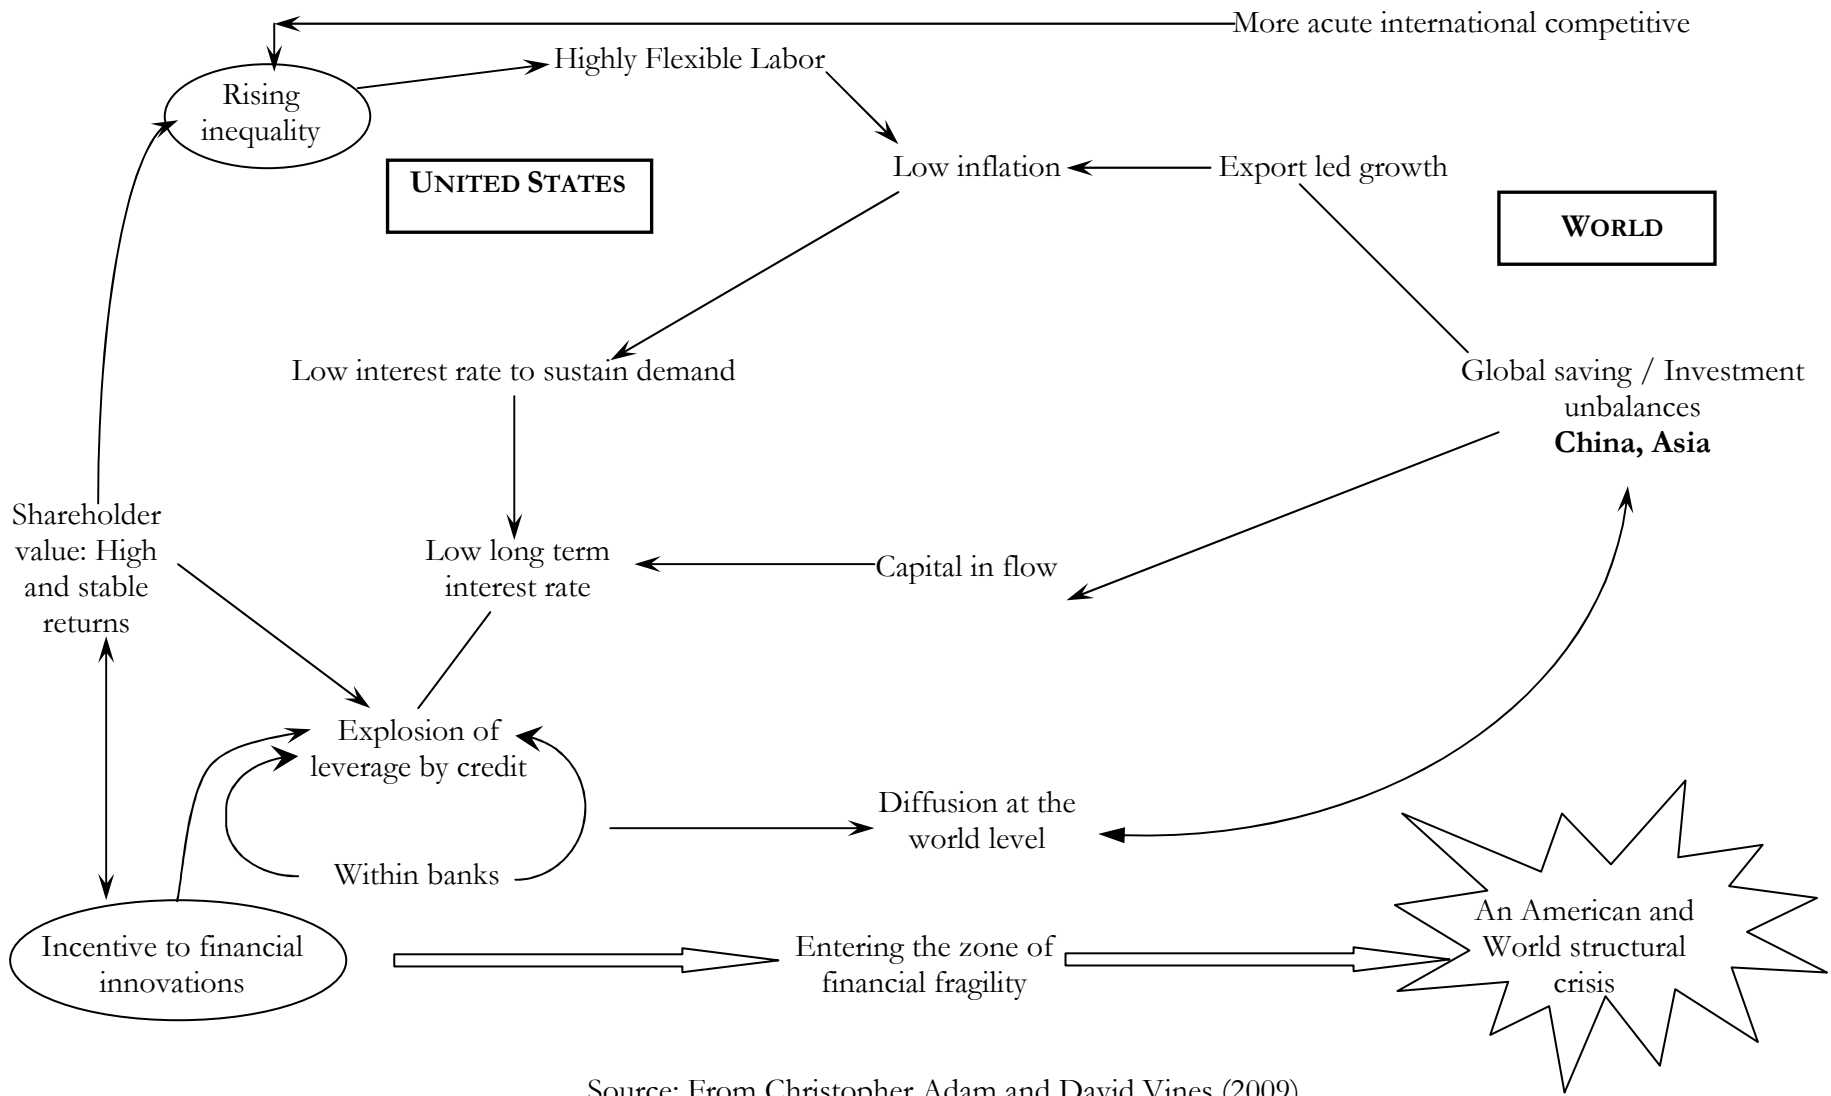 More acute international competitive
Highly Flexible Labor
Rising
inequality
Low inflation
Export led growth
UNITED STATES
WORLD
Low interest rate to sustain demand
Global saving / Investment
unbalances
China, Asia
Shareholder
value: High
and stable
returns
Low long term
interest rate
Capital in flow
Explosion of
leverage by credit
Diffusion at the
world level
Within banks
An American and
World structural
crisis
Incentive to financial
innovations
Entering the zone of
financial fragility
Source: From Christopher Adam and David Vines (2009)